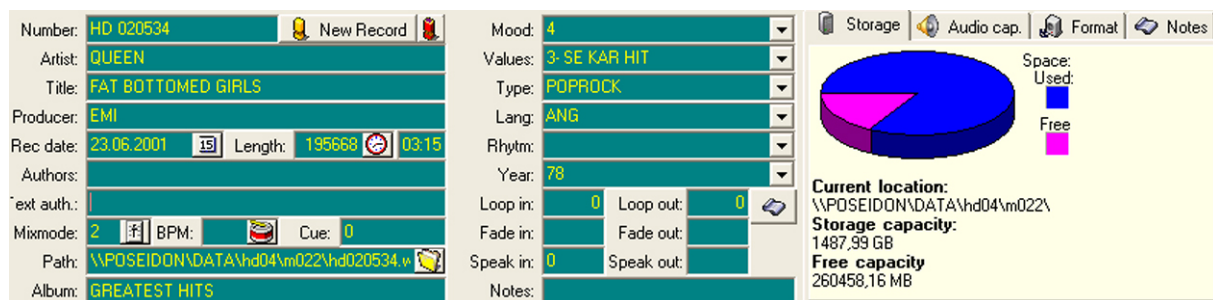 Number: HD 020534 New Record
Artist: QUEEN
Title: FAT BOTTOMED GIRLS
Producer: EMI
Rec date: 23.06.2001 15 Length: 195668 03:15
Authors:
ext auth.:
Mixmode: 2 BPM: Cue: 0
Path: \\POSEIDON\DATA\hd04\m022\hd020534.w
Album: GREATEST HITS
Mood: 4
Values: 3- SE KAR HIT
Type: POPROCK
Lang: ANG
Rhytm:
Year: 78
Loop in: 0 Loop out: 0
Fade in: Fade out:
Speak in: 0 Speak out:
Notes:
Storage Audio cap. Format Notes
Space:
Used:
Free
Current location:
\\POSEIDON\DATA\hd04\m022\
Storage capacity:
1487,99 GB
Free capacity
260458,16 MB